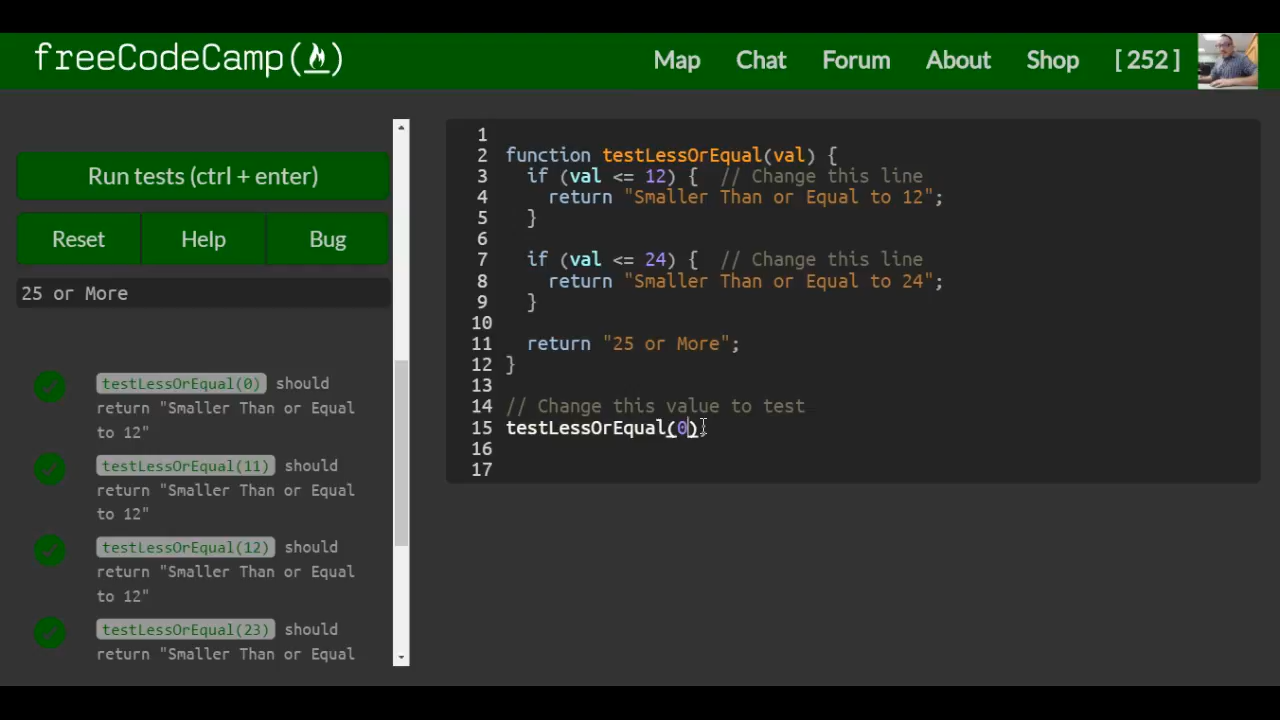 freeCodeCamp(🔥)
Map Chat Forum About Shop [ 252 ]
Run tests (ctrl + enter)
Reset Help Bug
25 or More
testLessOrEqual(0) should
return "Smaller Than or Equal
to 12"
testLessOrEqual(11) should
return "Smaller Than or Equal
to 12"
testLessOrEqual(12) should
return "Smaller Than or Equal
to 12"
testLessOrEqual(23) should
return "Smaller Than or Equal
1
2 function testLessOrEqual(val) {
3 if (val <= 12) { // Change this line
4 return "Smaller Than or Equal to 12";
5 }
6
7 if (val <= 24) { // Change this line
8 return "Smaller Than or Equal to 24";
9 }
10
11 return "25 or More";
12 }
13
14 // Change this value to test
15 testLessOrEqual(0);
16
17